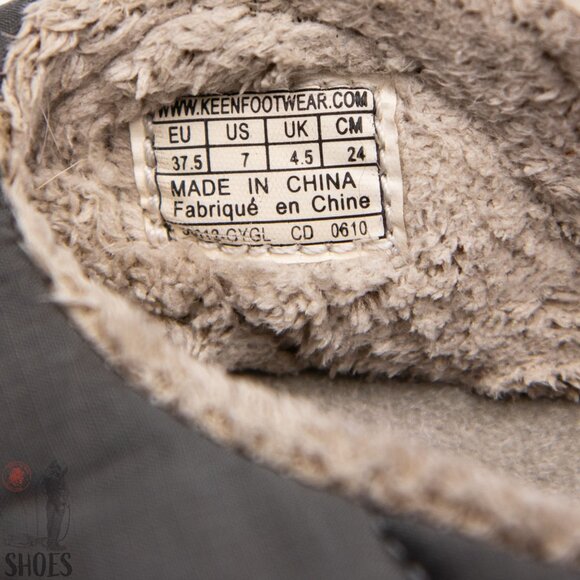 WWW.KEENFOOTWEAR.COM
EU US UK CM
37.5 7 4.5 24
MADE IN CHINA
Fabriqué en Chine
CD 0610
SHOES